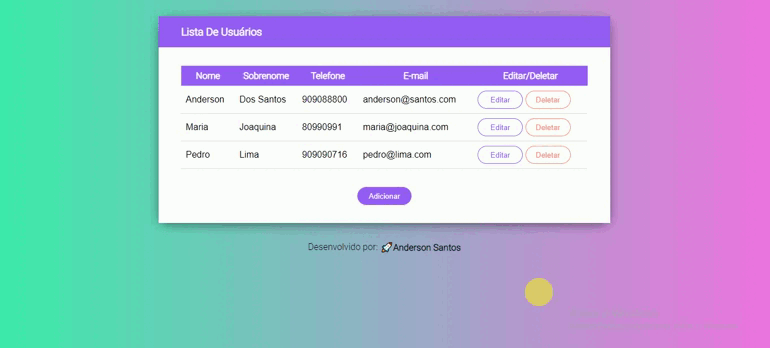 Lista De Usuários
Nome Sobrenome Telefone E-mail Editar/Deletar
Anderson Dos Santos 909088800 anderson@santos.com Editar Deletar
Maria Joaquina 80990991 maria@joaquina.com Editar Deletar
Pedro Lima 909090716 pedro@lima.com Editar Deletar
Adicionar
Desenvolvido por: 🚀Anderson Santos